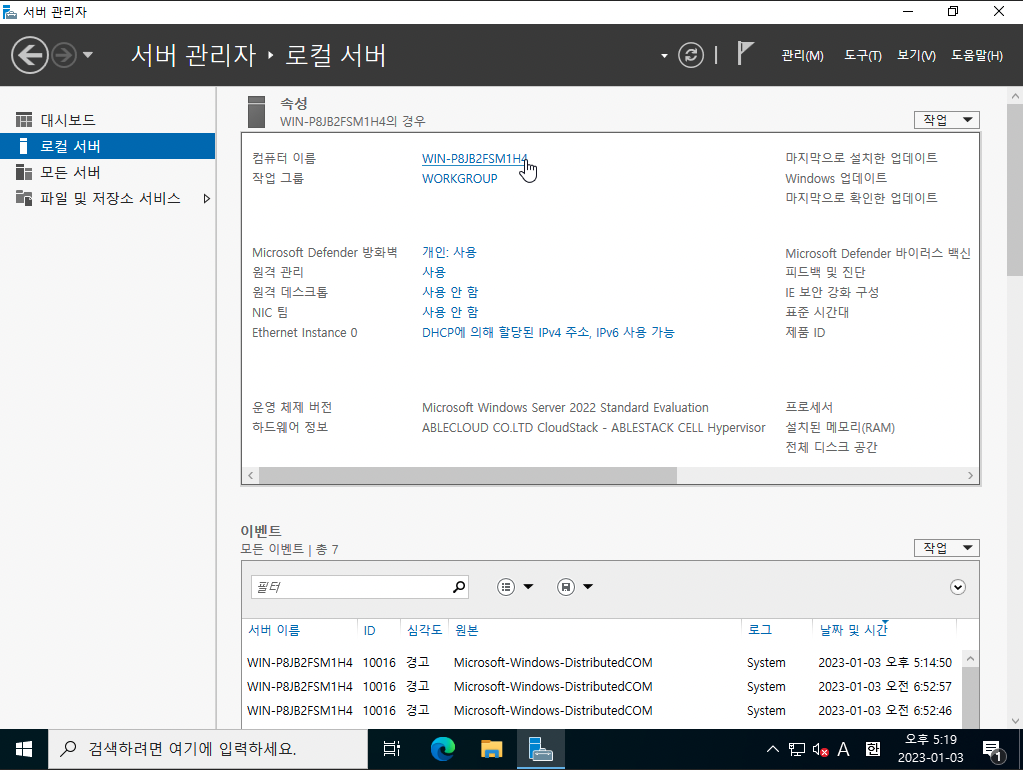 서버 관리자
서버 관리자 ‣ 로컬 서버
관리(M) 도구(T) 보기(V) 도움말(H)
대시보드
로컬 서버
모든 서버
파일 및 저장소 서비스
속성
WIN-P8JB2FSM1H4의 경우
작업
컴퓨터 이름 WIN-P8JB2FSM1H4 마지막으로 설치한 업데이트
작업 그룹 WORKGROUP Windows 업데이트
마지막으로 확인한 업데이트
Microsoft Defender 방화벽 개인: 사용 Microsoft Defender 바이러스 백신
원격 관리 사용 피드백 및 진단
원격 데스크톱 사용 안 함 IE 보안 강화 구성
NIC 팀 사용 안 함 표준 시간대
Ethernet Instance 0 DHCP에 의해 할당된 IPv4 주소, IPv6 사용 가능 제품 ID
운영 체제 버전 Microsoft Windows Server 2022 Standard Evaluation 프로세서
하드웨어 정보 ABLECLOUD CO.LTD CloudStack - ABLESTACK CELL Hypervisor 설치된 메모리(RAM)
전체 디스크 공간
이벤트
모든 이벤트 | 총 7
작업
필터
서버 이름 ID 심각도 원본 로그 날짜 및 시간
WIN-P8JB2FSM1H4 10016 경고 Microsoft-Windows-DistributedCOM System 2023-01-03 오후 5:14:50
WIN-P8JB2FSM1H4 10016 경고 Microsoft-Windows-DistributedCOM System 2023-01-03 오전 6:52:57
WIN-P8JB2FSM1H4 10016 경고 Microsoft-Windows-DistributedCOM System 2023-01-03 오전 6:52:46
검색하려면 여기에 입력하세요.
A 한
오후 5:19
2023-01-03
1